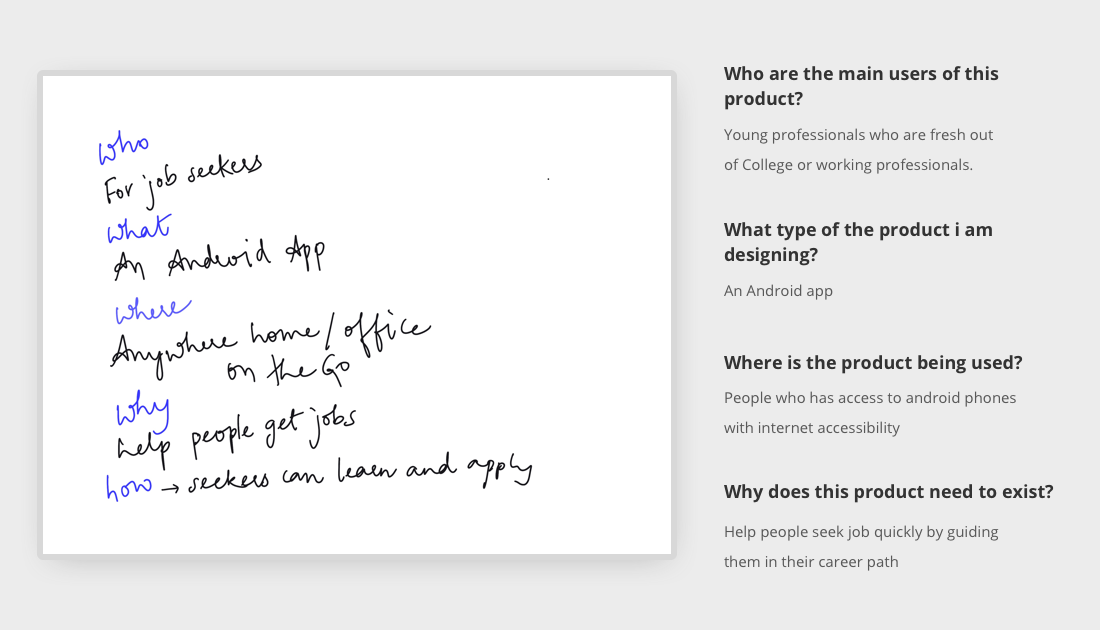 who
For job seekers
what
An Android App
where
Anywhere home/office
on the Go
why
help people get jobs
how → seekers can learn and apply
Who are the main users of this
product?
Young professionals who are fresh out
of College or working professionals.
What type of the product i am
designing?
An Android app
Where is the product being used?
People who has access to android phones
with internet accessibility
Why does this product need to exist?
Help people seek job quickly by guiding
them in their career path